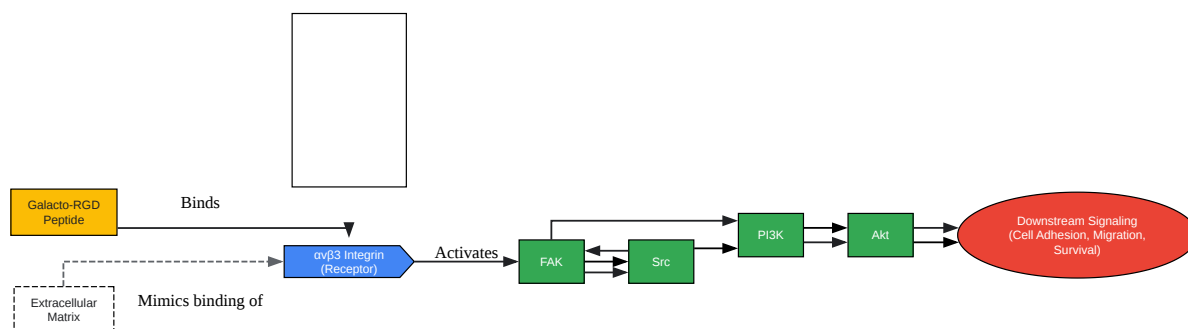 Galacto-RGD
Peptide
Binds
αvβ3 Integrin
(Receptor)
Activates
FAK
Src
PI3K
Akt
Downstream Signaling
(Cell Adhesion, Migration,
Survival)
Extracellular
Matrix
Mimics binding of